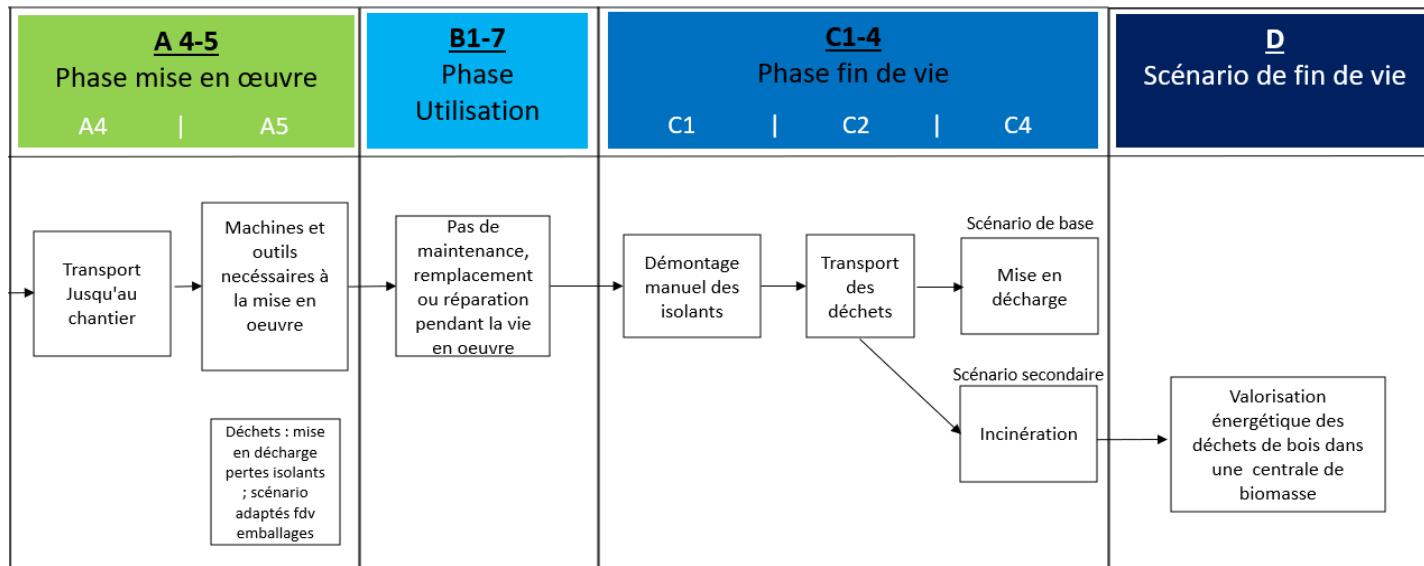 A 4-5
Phase mise en œuvre
A4 | A5
B1-7
Phase
Utilisation
C1-4
Phase fin de vie
C1 | C2 | C4
D
Scénario de fin de vie
Transport
Jusqu'au
chantier
Machines et
outils
necéssaires à
la mise en
oeuvre
Déchets : mise
en décharge
pertes isolants
; scénario
adaptés fdv
emballages
Pas de
maintenance,
remplacement
ou réparation
pendant la vie
en oeuvre
Démontage
manuel des
isolants
Transport
des
déchets
Scénario de base
Mise en
décharge
Scénario secondaire
Incinération
Valorisation
énergétique des
déchets de bois dans
une centrale de
biomasse